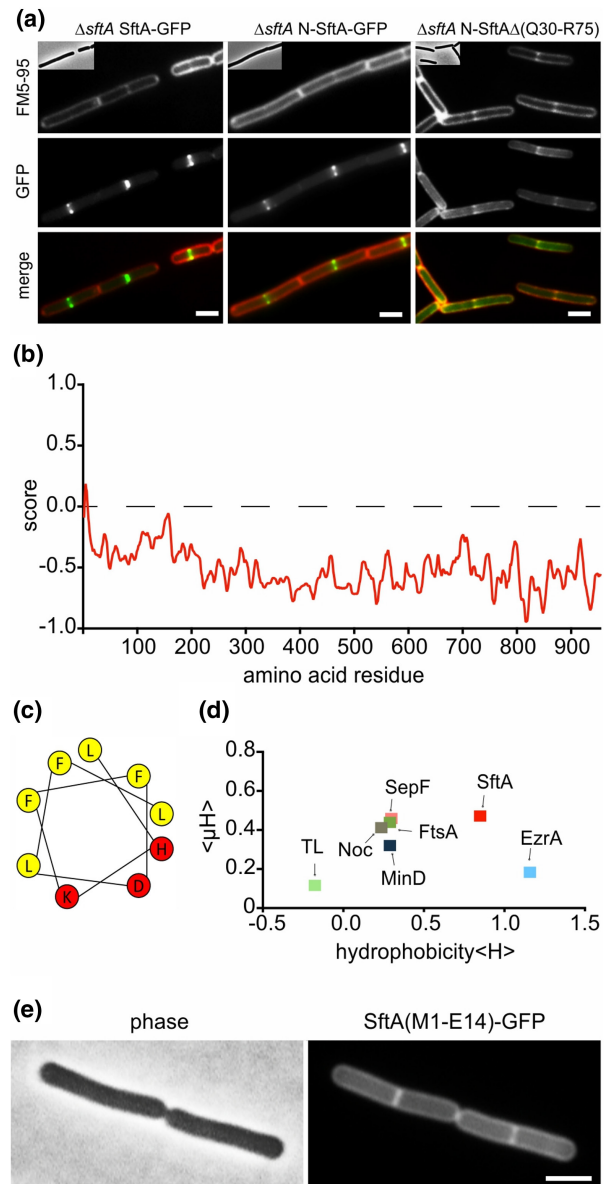 (a)
ΔsftA SftA-GFP ΔsftA N-SftA-GFP ΔsftA N-SftAΔ(Q30-R75)
FM5-95
GFP
merge
(b)
1.0
0.5
0.0
-0.5
-1.0
score
100 200 300 400 500 600 700 800 900
amino acid residue
(c)
L
F
F
F
L
L
H
D
K
(d)
0.8
0.6
0.4
0.2
0
<μH>
SepF
SftA
Noc
FtsA
EzrA
TL
MinD
-0.5 0.0 0.5 1.0 1.5
hydrophobicity<H>
(e)
phase SftA(M1-E14)-GFP